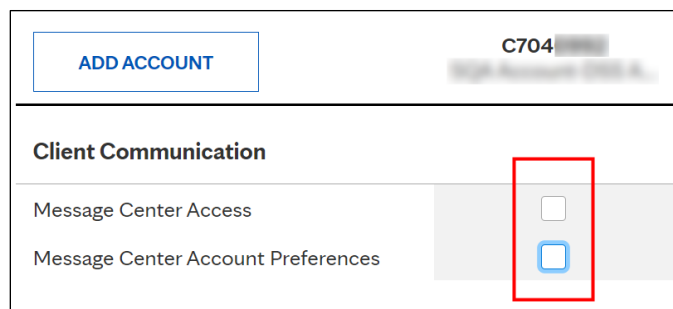 ADD ACCOUNT
C704
Client Communication
Message Center Access
Message Center Account Preferences